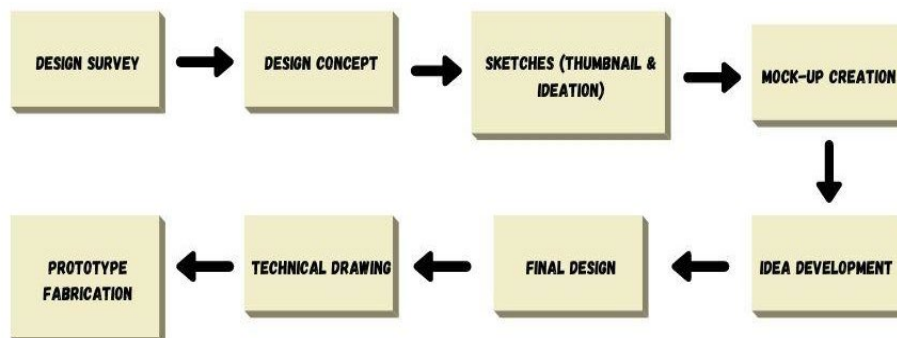 DESIGN SURVEY
DESIGN CONCEPT
SKETCHES (THUMBNAIL &
IDEATION)
MOCK-UP CREATION
IDEA DEVELOPMENT
FINAL DESIGN
TECHNICAL DRAWING
PROTOTYPE
FABRICATION